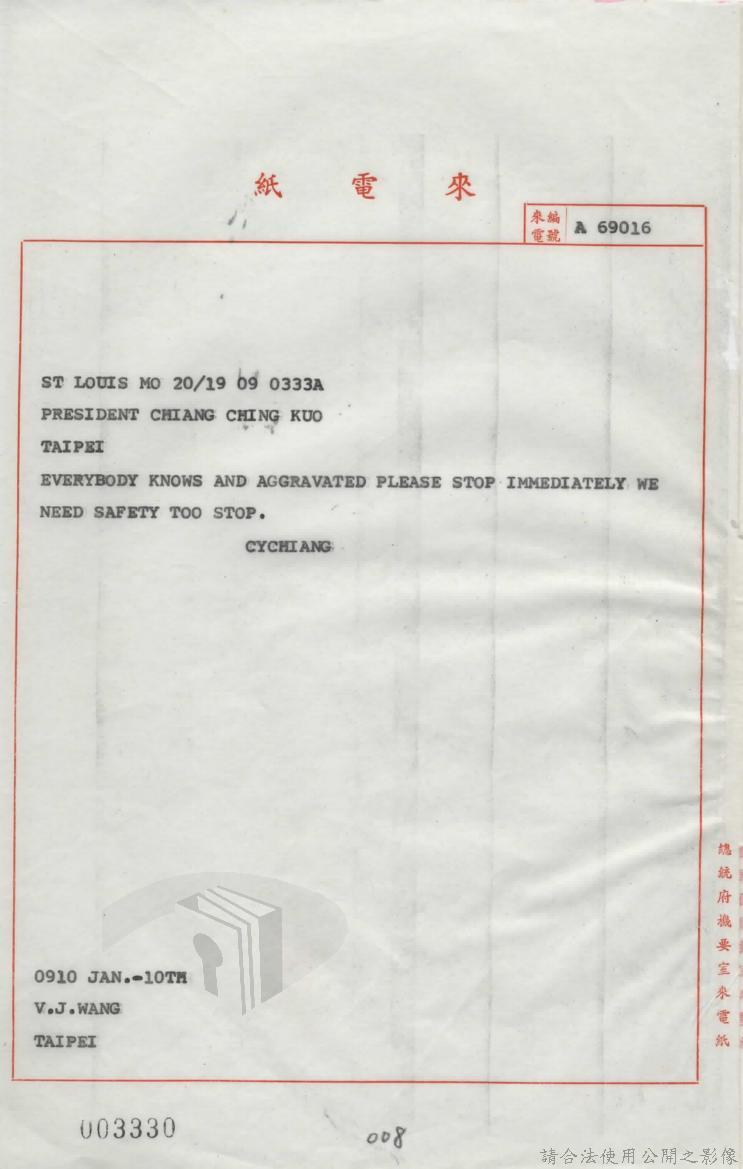 紙 電 來
來電 編號 A 69016
ST LOUIS MO 20/19 09 0333A
PRESIDENT CHIANG CHING KUO
TAIPEI
EVERYBODY KNOWS AND AGGRAVATED PLEASE STOP IMMEDIATELY WE
NEED SAFETY TOO STOP.
CYCHIANG
0910 JAN.-10TH
V.J.WANG
TAIPEI
總統府機要室來電紙
003330
008
請合法使用公開之影像